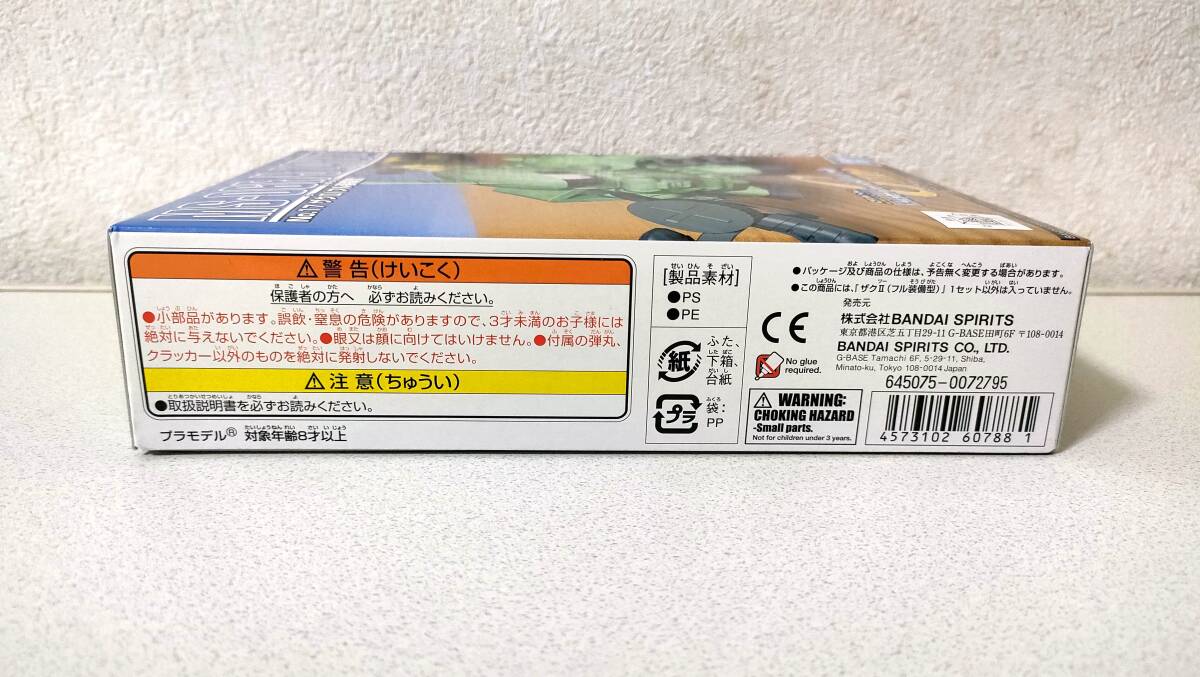 ⚠警告(けいこく)
保護者の方へ 必ずお読みください。
●小部品があります。誤飲・窒息の危険がありますので、3才未満のお子様には
絶対に与えないでください。●眼又は顔に向けてはいけません。●付属の弾丸、
クラッカー以外のものを絶対に発射しないでください。
⚠注意(ちゅうい)
●取扱説明書を必ずお読みください。
プラモデル® 対象年齢8才以上
[製品素材]
●PS
●PE
紙
ふた、
下箱、
台紙
プラ
袋:
PP
●パッケージ及び商品の仕様は、予告無く変更する場合があります。
●この商品には、「ザクⅡ(フル装備型)」1セット以外は入っていません。
発売元
CE
株式会社BANDAI SPIRITS
東京都港区芝五丁目29-11 G-BASE田町6F 〒108-0014
BANDAI SPIRITS CO., LTD.
G-BASE Tamachi 6F, 5-29-11, Shiba,
Minato-ku, Tokyo 108-0014 Japan
No glue
required.
645075-0072795
⚠ WARNING:
CHOKING HAZARD
-Small parts.
Not for children under 3 years.
4573102 607881